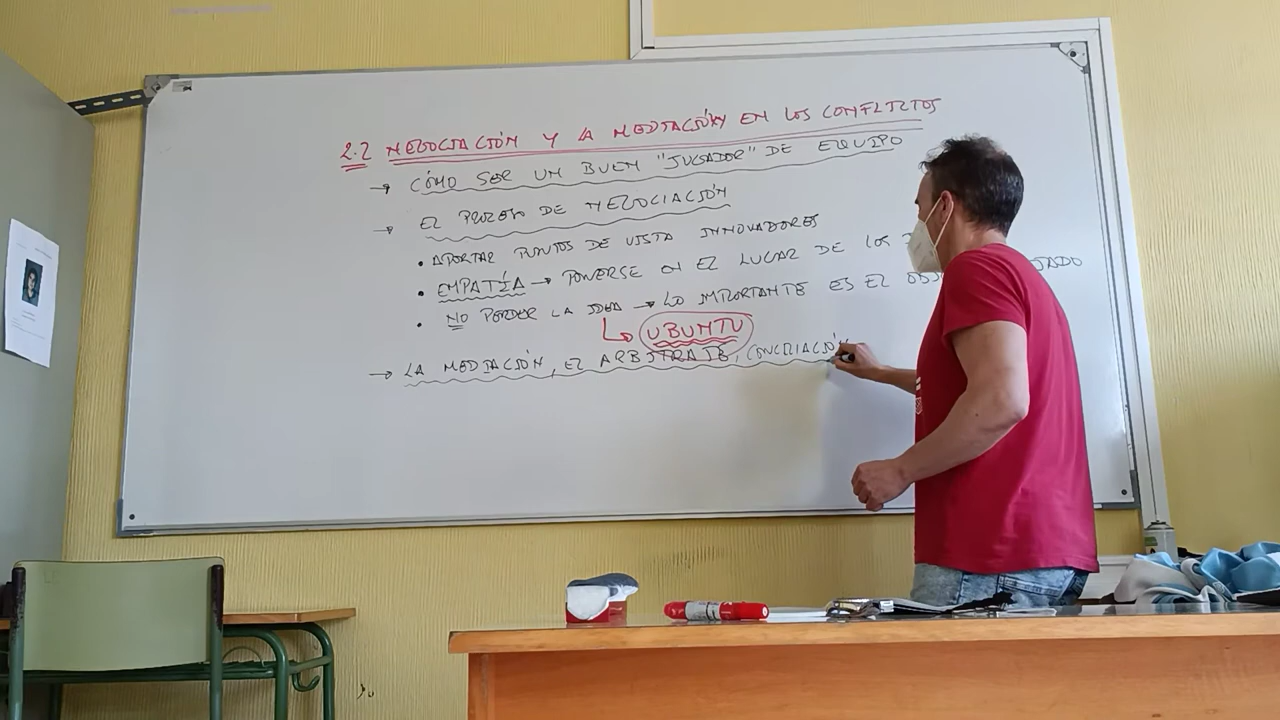 2.2 NEGOCIACIÓN Y LA MEDIACIÓN EN LOS CONFLICTOS
→ CÓMO SER UN BUEN "JUGADOR" DE EQUIPO
→ EL PROCESO DE NEGOCIACIÓN
• APORTAR PUNTOS DE VISTA INNOVADORES
• EMPATÍA → PONERSE EN EL LUGAR DE LOS
• NO PERDER LA IDEA → LO IMPORTANTE ES EL
UBUNTU
→ LA MEDIACIÓN, EL ARBITRAJE, CONCILIACIÓN